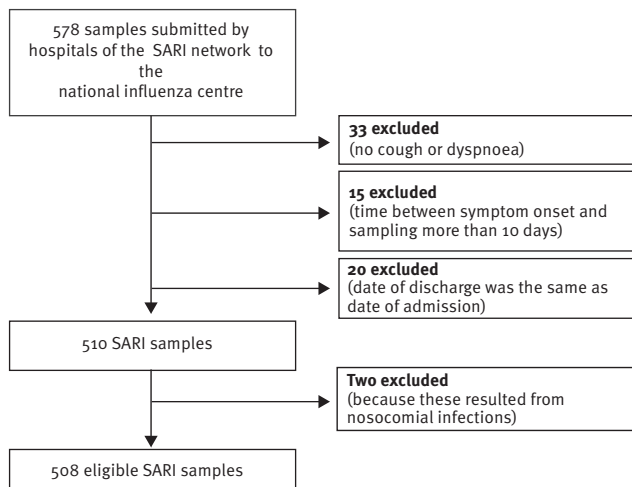 578 samples submitted by
hospitals of the SARI network to
the
national influenza centre
33 excluded
(no cough or dyspnoea)
15 excluded
(time between symptom onset and
sampling more than 10 days)
20 excluded
(date of discharge was the same as
date of admission)
510 SARI samples
Two excluded
(because these resulted from
nosocomial infections)
508 eligible SARI samples